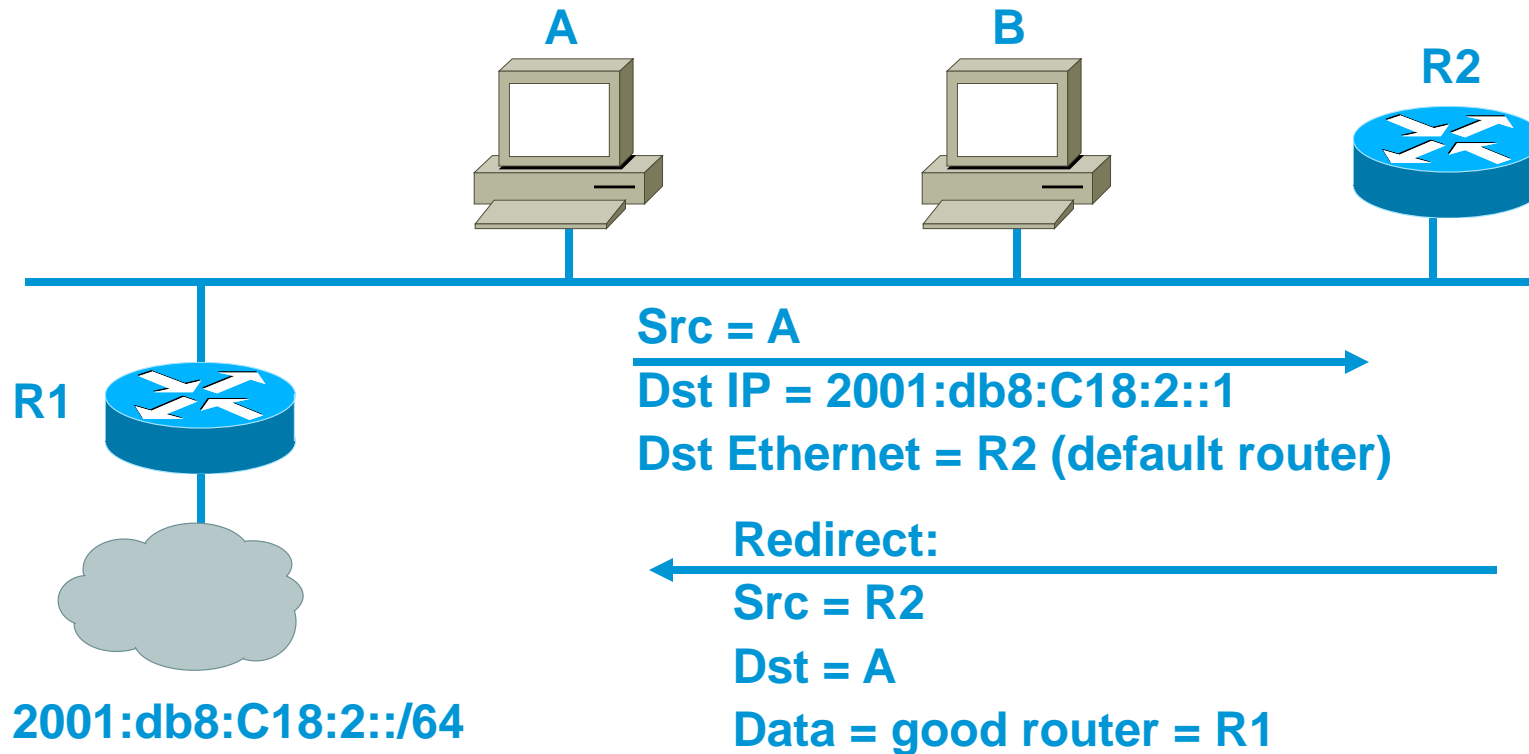 A
B
R2
Src = A
Dst IP = 2001:db8:C18:2::1
Dst Ethernet = R2 (default router)
R1
Redirect:
Src = R2
Dst = A
Data = good router = R1
2001:db8:C18:2::/64